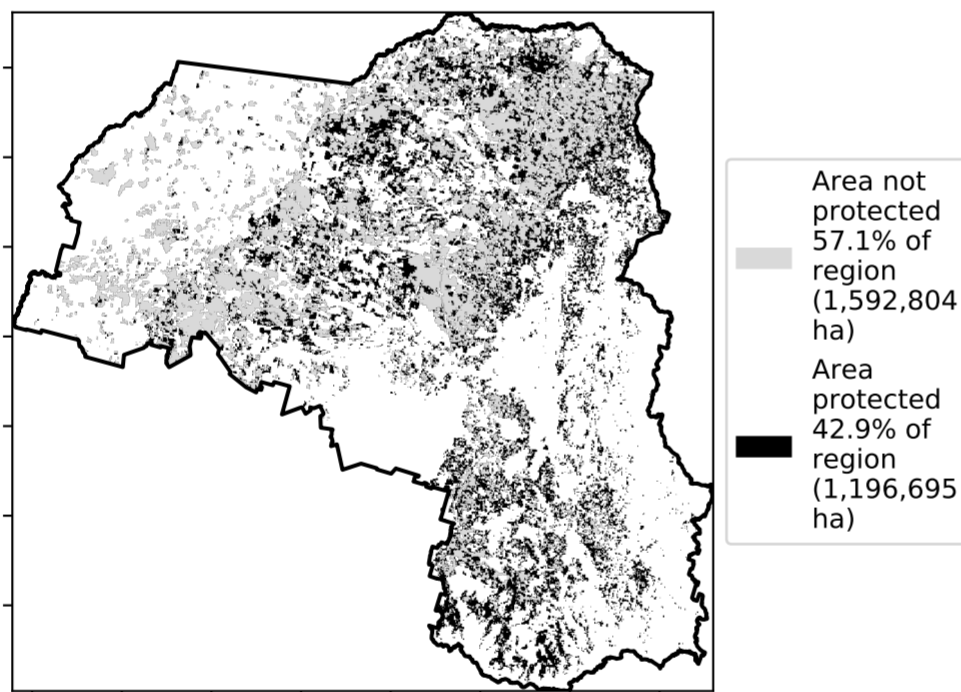 Area not
protected
57.1% of
region
(1,592,804
ha)
Area
protected
42.9% of
region
(1,196,695
ha)